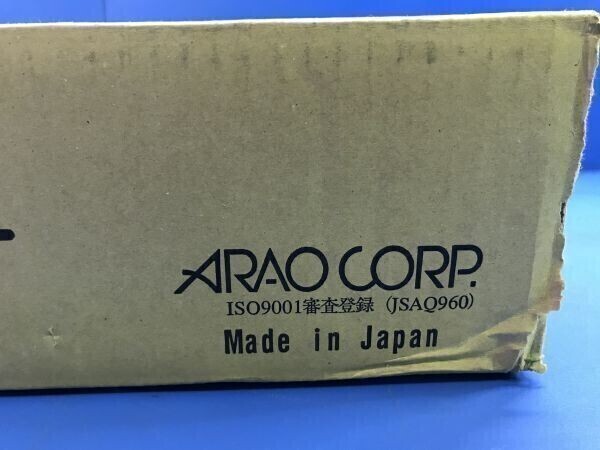 ARAO CORP.
ISO9001審査登録 (JSAQ960)
Made in Japan